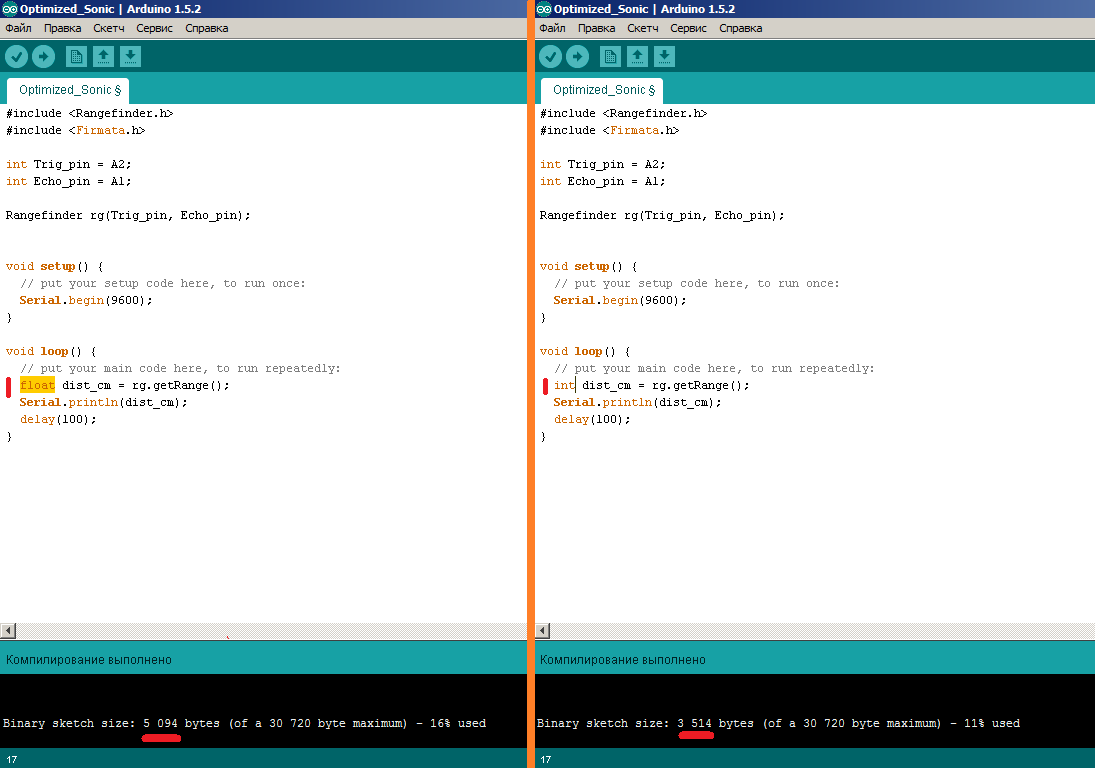 Optimized_Sonic | Arduino 1.5.2
Файл Правка Скетч Сервис Справка
Optimized_Sonic §
#include <Rangefinder.h>
#include <Firmata.h>
int Trig_pin = A2;
int Echo_pin = A1;
Rangefinder rg(Trig_pin, Echo_pin);
void setup() {
// put your setup code here, to run once:
Serial.begin(9600);
}
void loop() {
// put your main code here, to run repeatedly:
float dist_cm = rg.getRange();
Serial.println(dist_cm);
delay(100);
}
Компилирование выполнено
Binary sketch size: 5 094 bytes (of a 30 720 byte maximum) - 16% used
17
Optimized_Sonic | Arduino 1.5.2
Файл Правка Скетч Сервис Справка
Optimized_Sonic §
#include <Rangefinder.h>
#include <Firmata.h>
int Trig_pin = A2;
int Echo_pin = A1;
Rangefinder rg(Trig_pin, Echo_pin);
void setup() {
// put your setup code here, to run once:
Serial.begin(9600);
}
void loop() {
// put your main code here, to run repeatedly:
int dist_cm = rg.getRange();
Serial.println(dist_cm);
delay(100);
}
Компилирование выполнено
Binary sketch size: 3 514 bytes (of a 30 720 byte maximum) - 11% used
17